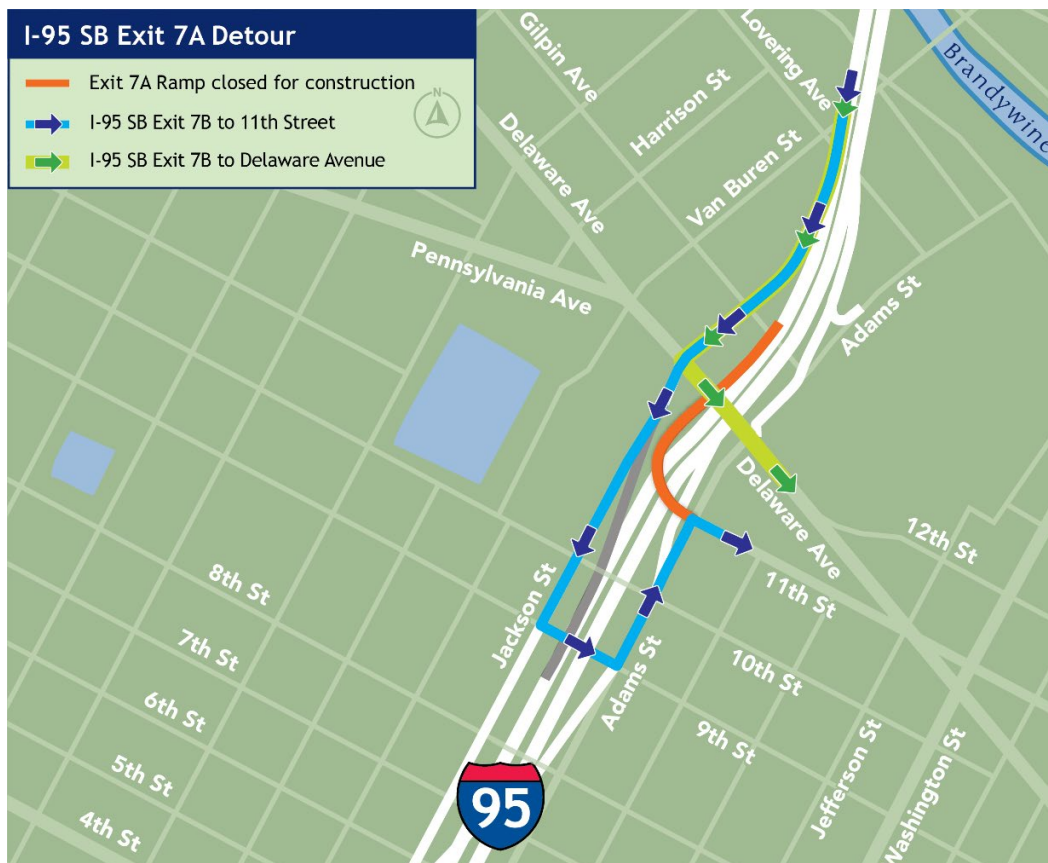 I-95 SB Exit 7A Detour
Exit 7A Ramp closed for construction
N
I-95 SB Exit 7B to 11th Street
I-95 SB Exit 7B to Delaware Avenue
Gilpin Ave
Lovering Ave
Brandywine
Harrison St
Delaware Ave
Van Buren St
Pennsylvania Ave
Adams St
Delaware Ave
12th St
11th St
8th St
Jackson St
7th St
Adams St
10th St
6th St
9th St
5th St
Jefferson St
Washington St
4th St
95